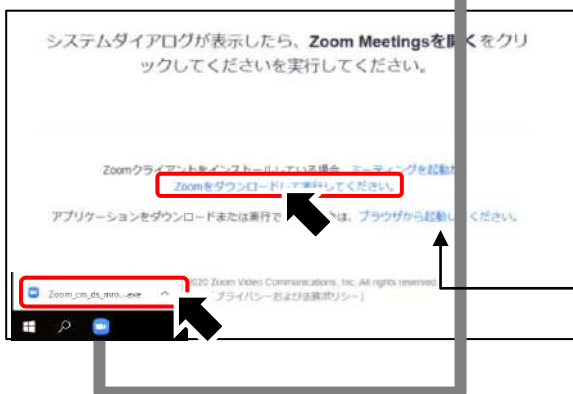 システムダイアログが表示したら、Zoom Meetingsを開くをクリ
ックしてくださいを実行してください。
Zoomクライアントをインストールしている場合、ミーティングを起動
Zoomをダウンロードして実行してください。
アプリケーションをダウンロードまたは実行で は、ブラウザから起動してください。
2020 Zoom Video Communications, Inc. All rights reserved
プライバシーおよび法務ポリシー
Zoom_cm_ds_mro....exe